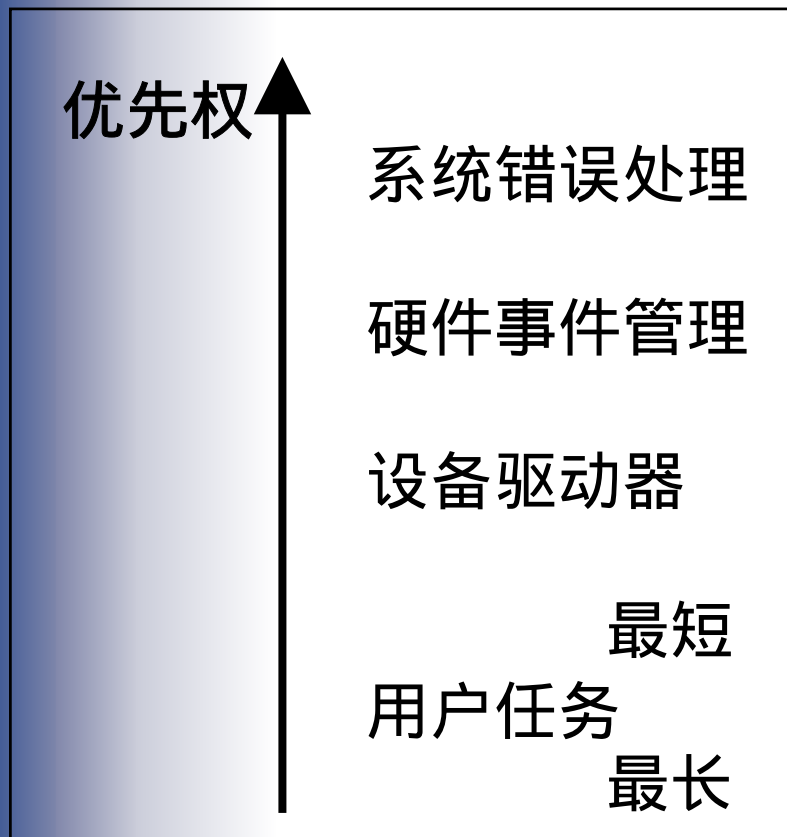 优先权
系统错误处理
硬件事件管理
设备驱动器
最短
用户任务
最长